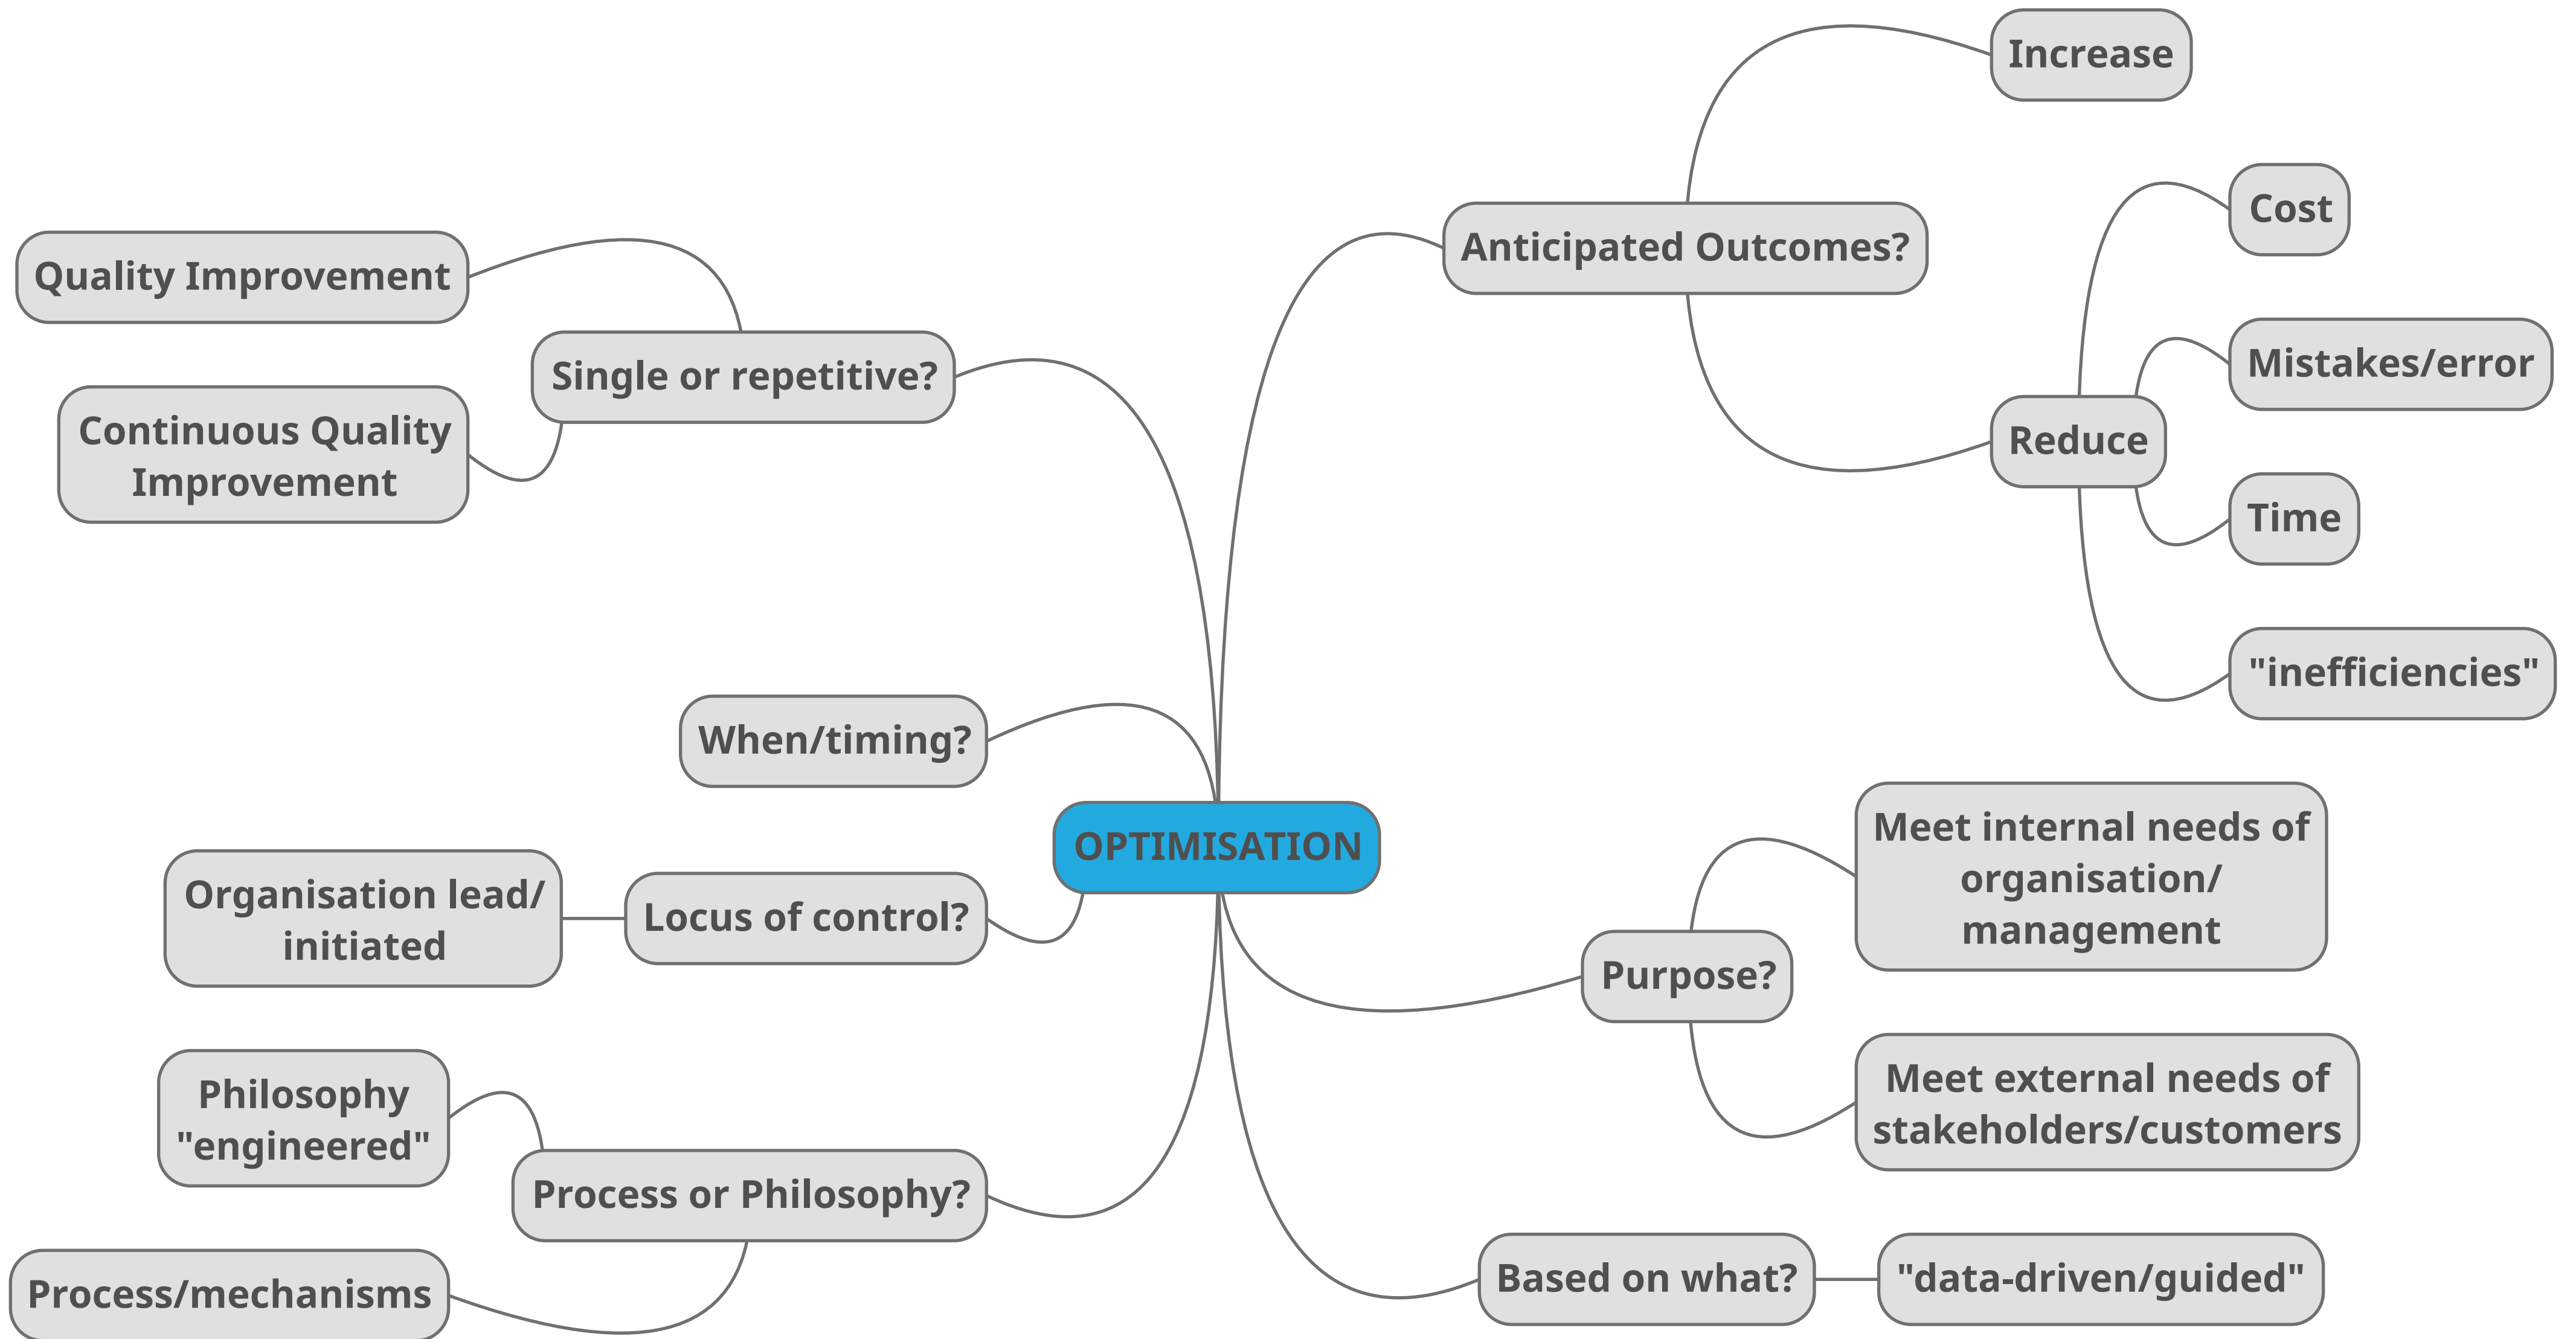 Increase
Cost
Mistakes/error
Reduce
Time
"inefficiencies"
Anticipated Outcomes?
Quality Improvement
Single or repetitive?
Continuous Quality
Improvement
When/timing?
OPTIMISATION
Organisation lead/
initiated
Locus of control?
Meet internal needs of
organisation/
management
Purpose?
Meet external needs of
stakeholders/customers
Philosophy
"engineered"
Process or Philosophy?
Process/mechanisms
Based on what?
"data-driven/guided"